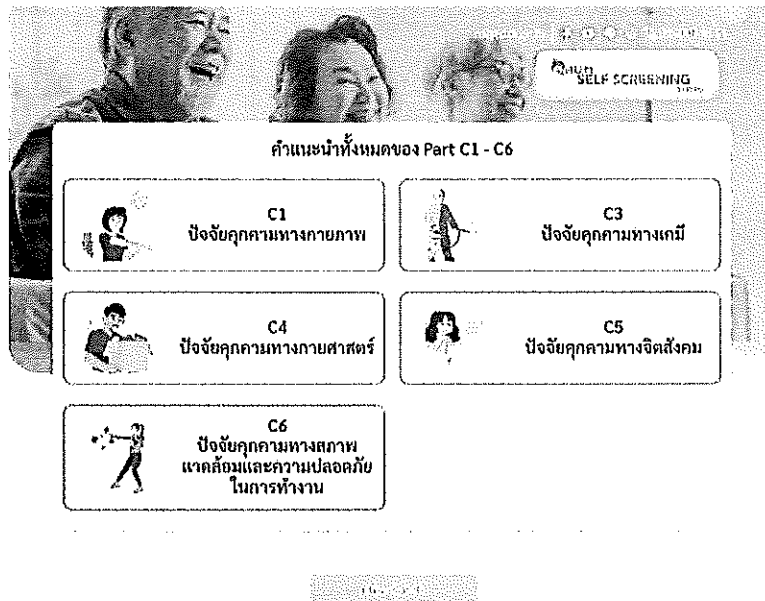 SELF SCREENING
คำแนะนำทั้งหมดของ Part C1 - C6
C1
ปัจจัยคุกคามทางกายภาพ
C3
ปัจจัยคุกคามทางเคมี
C4
ปัจจัยคุกคามทางกายศาสตร์
C5
ปัจจัยคุกคามทางจิตสังคม
C6
ปัจจัยคุกคามทางสภาพ
แวดล้อมและความปลอดภัย
ในการทำงาน